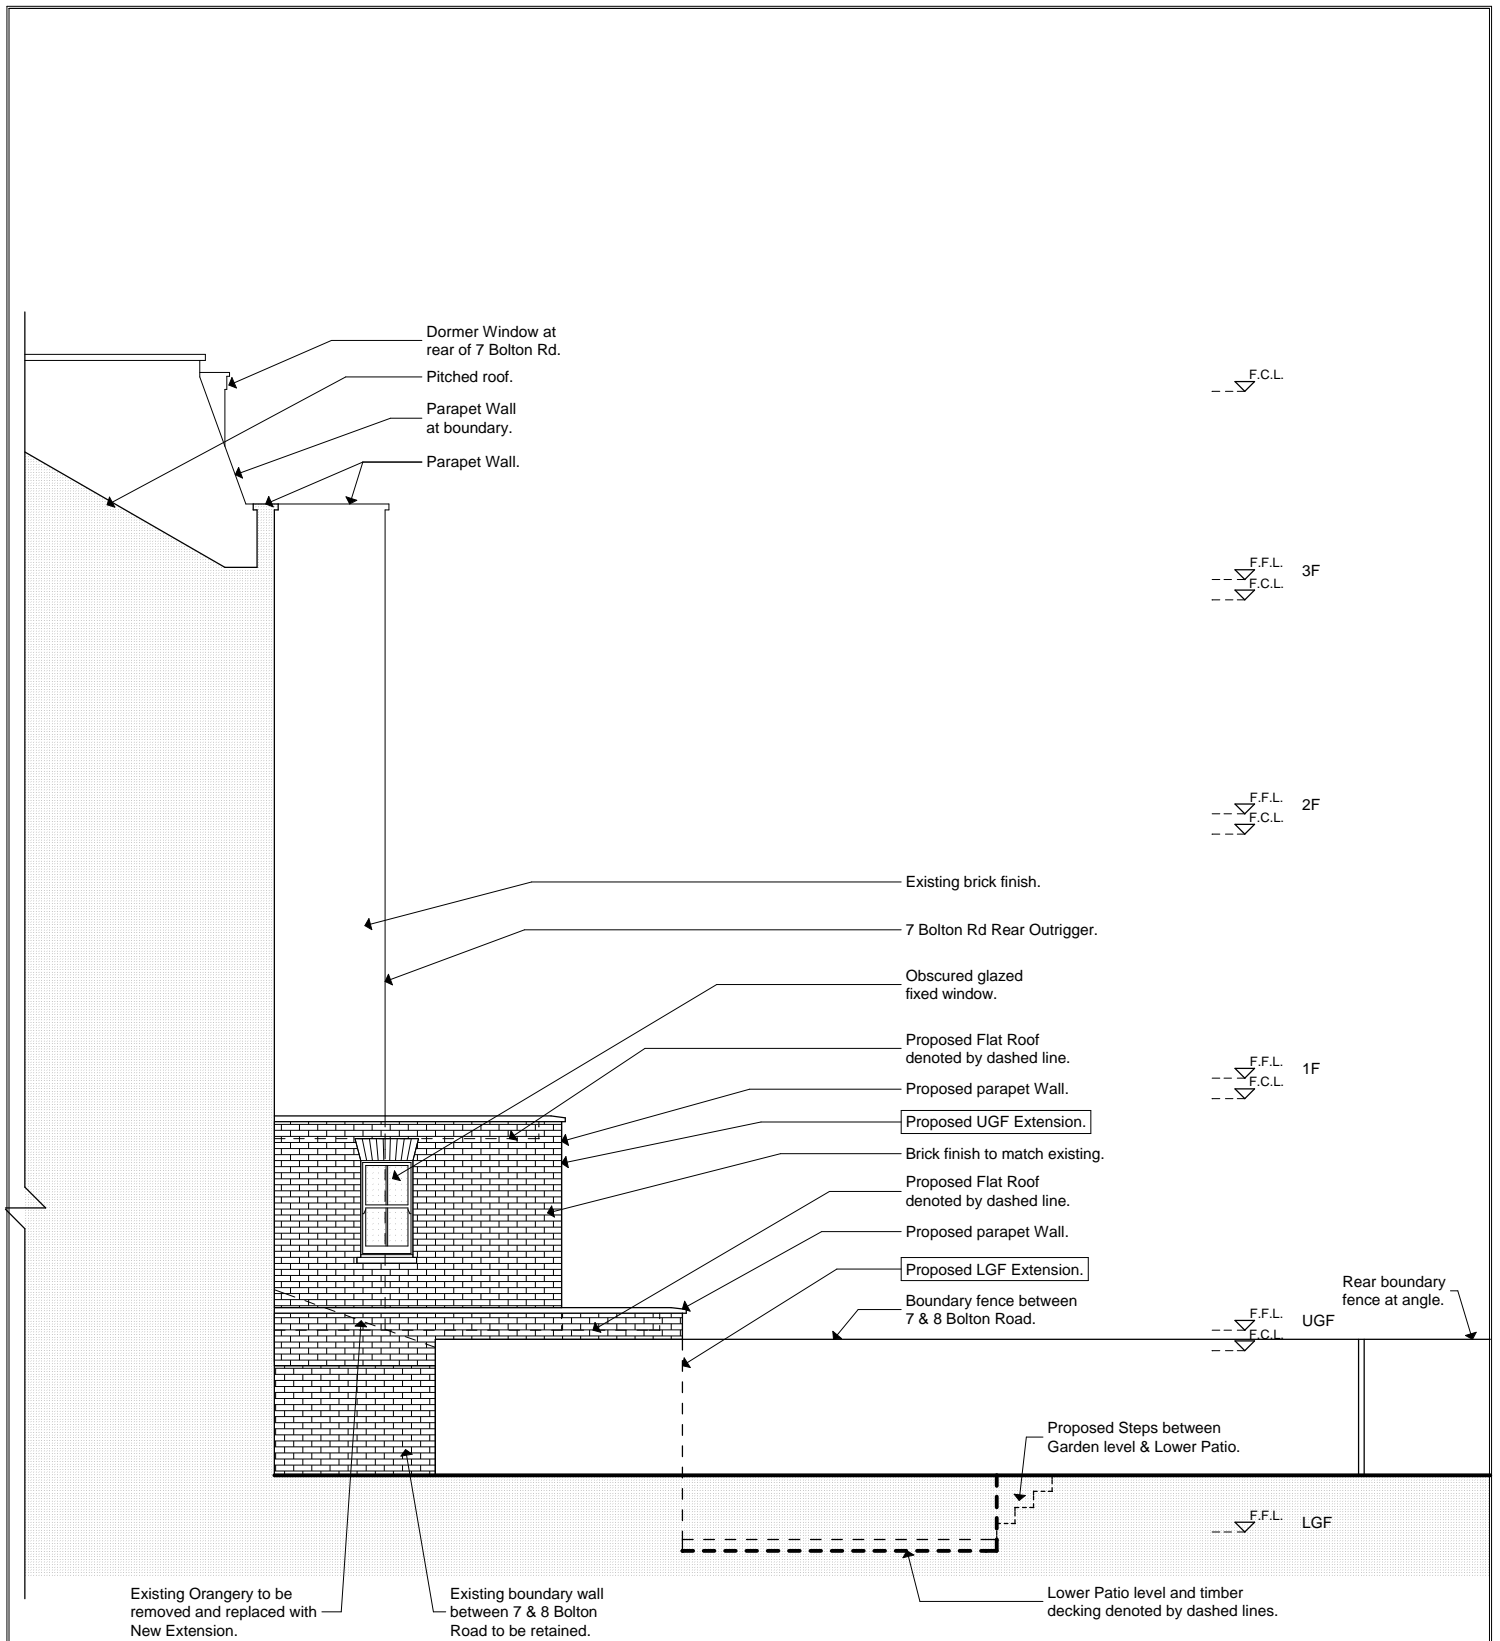 Dormer Window at
rear of 7 Bolton Rd.
Pitched roof.
Parapet Wall
at boundary.
Parapet Wall.
F.C.L.
F.F.L. 3F
F.C.L.
F.F.L. 2F
F.C.L.
Existing brick finish.
7 Bolton Rd Rear Outrigger.
Obscured glazed
fixed window.
Proposed Flat Roof
denoted by dashed line.
F.F.L. 1F
F.C.L.
Proposed parapet Wall.
Proposed UGF Extension.
Brick finish to match existing.
Proposed Flat Roof
denoted by dashed line.
Proposed parapet Wall.
Proposed LGF Extension.
Boundary fence between
7 & 8 Bolton Road.
Rear boundary
fence at angle.
F.F.L. UGF
F.C.L.
Proposed Steps between
Garden level & Lower Patio.
F.F.L. LGF
Existing Orangery to be
removed and replaced with
New Extension.
Existing boundary wall
between 7 & 8 Bolton
Road to be retained.
Lower Patio level and timber
decking denoted by dashed lines.